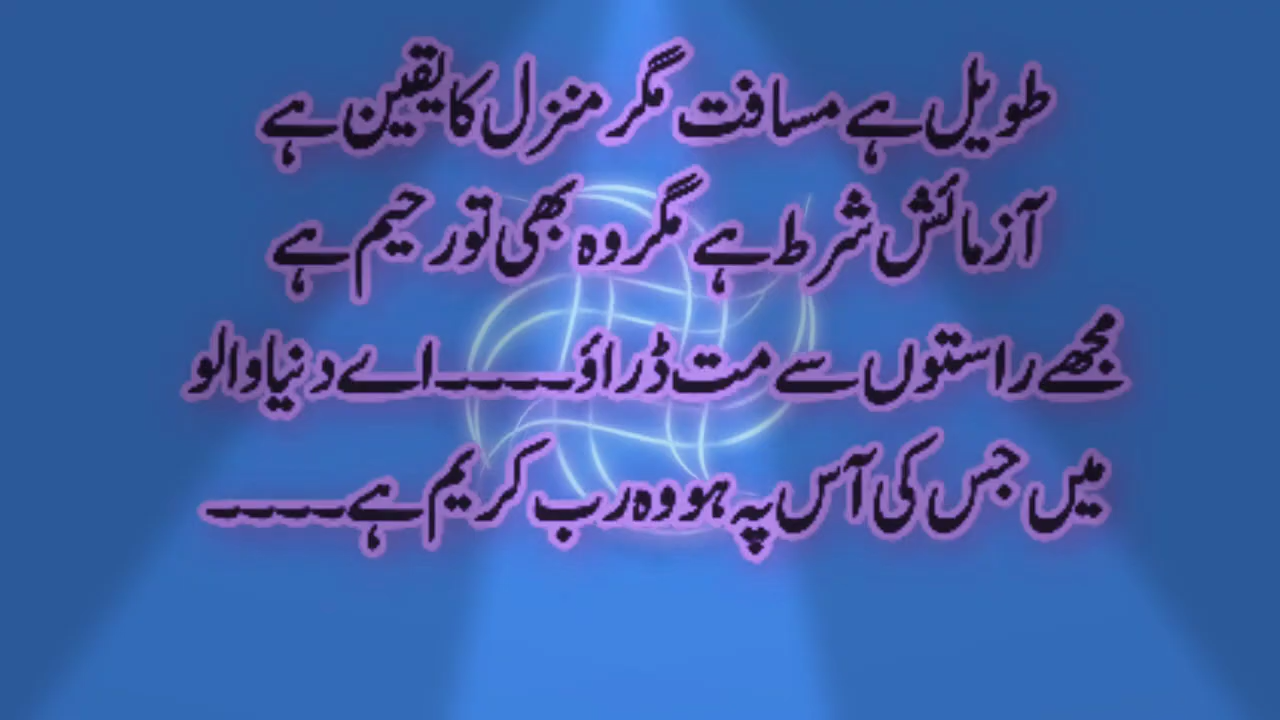 طویل ہے مسافت مگر منزل کا یقین ہے
آزمائش شرط ہے مگر وہ بھی تو رحیم ہے
مجھے راستوں سے مت ڈراؤ۔۔۔۔اے دنیا والو
میں جس کی آس پہ ہو وہ رب کریم ہے۔۔۔۔